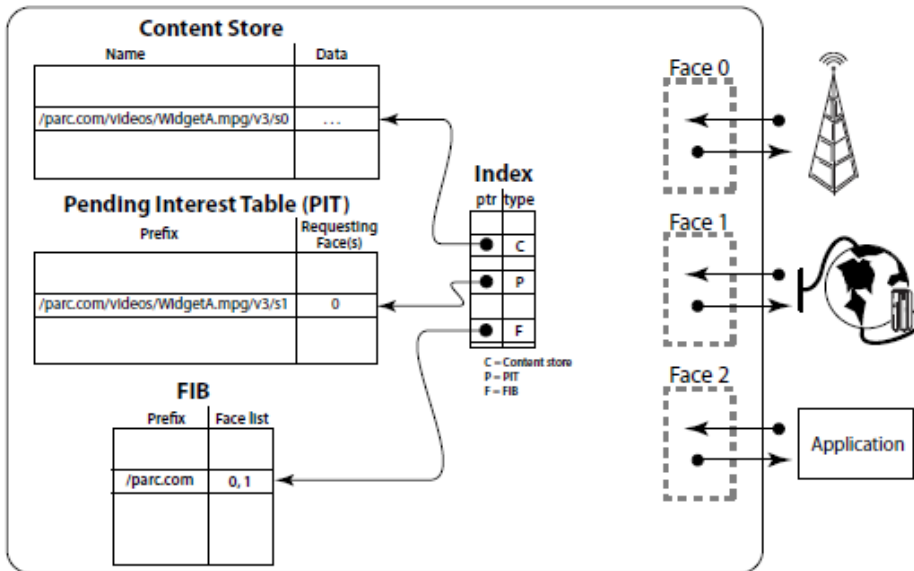 Content Store
Name Data
/parc.com/videos/WidgetA.mpg/v3/s0 ...
Pending Interest Table (PIT)
Prefix Requesting Face(s)
/parc.com/videos/WidgetA.mpg/v3/s1 0
FIB
Prefix Face list
/parc.com 0, 1
Index
ptr type
C
P
F
C = Content store
P = PIT
F = FIB
Face 0
Face 1
Face 2
Application